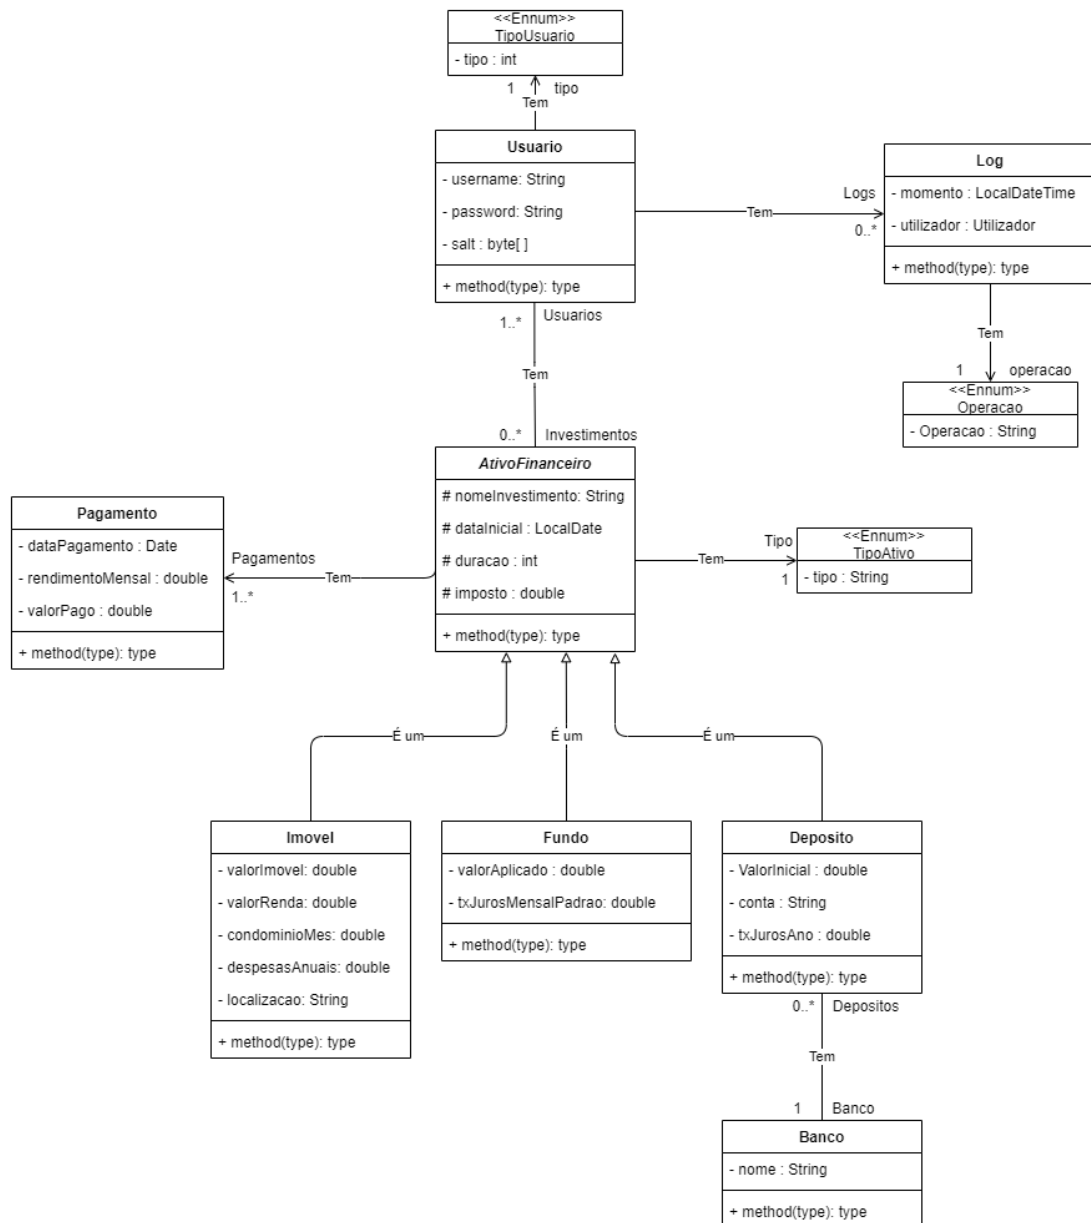 <<Ennum>>
TipoUsuario
- tipo : int
1 tipo
Tem
Usuario
- username: String
- password: String
- salt : byte[ ]
+ method(type): type
Logs
Tem
0..*
Log
- momento : LocalDateTime
- utilizador : Utilizador
+ method(type): type
Tem
1 operacao
<<Ennum>>
Operacao
- Operacao : String
1..* Usuarios
Tem
0..* Investimentos
AtivoFinanceiro
# nomeInvestimento: String
# dataInicial : LocalDate
# duracao : int
# imposto : double
+ method(type): type
Pagamento
- dataPagamento : Date
- rendimentoMensal : double
- valorPago : double
+ method(type): type
Pagamentos
Tem
1..*
Tipo
Tem
1
<<Ennum>>
TipoAtivo
- tipo : String
É um
É um
É um
Imovel
- valorImovel: double
- valorRenda: double
- condominioMes: double
- despesasAnuais: double
- localizacao: String
+ method(type): type
Fundo
- valorAplicado : double
- txJurosMensalPadrao: double
+ method(type): type
Deposito
- ValorInicial : double
- conta : String
- txJurosAno : double
+ method(type): type
0..* Depositos
Tem
1 Banco
Banco
- nome : String
+ method(type): type